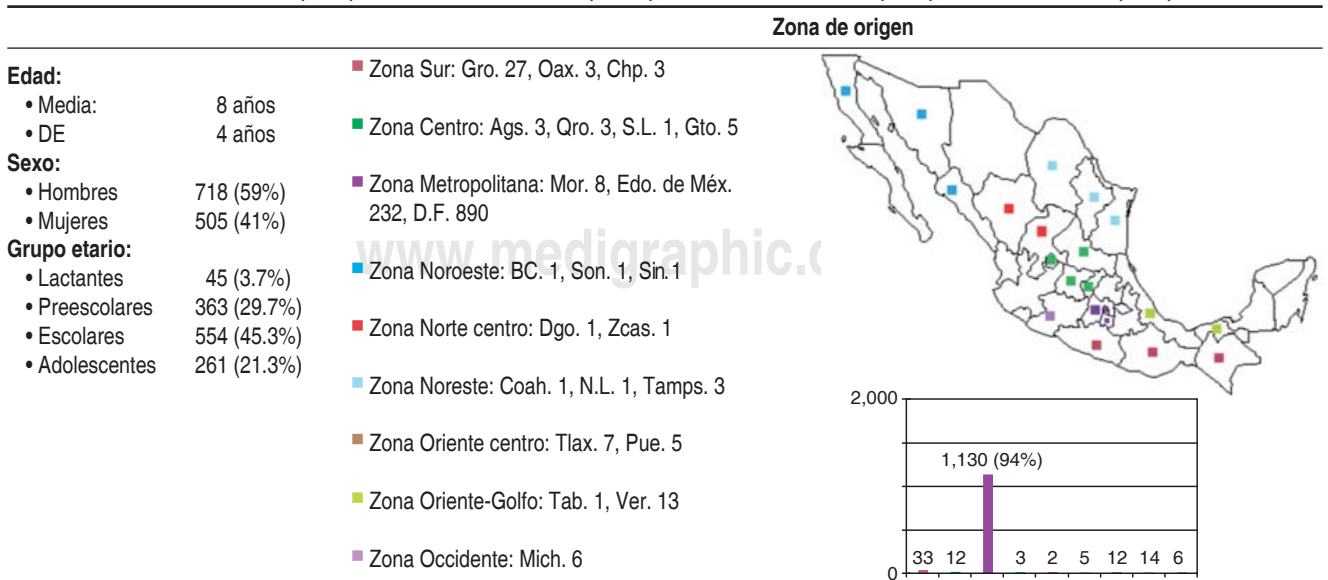 Zona de origen
Edad:
• Media: 8 años
• DE 4 años
Sexo:
• Hombres 718 (59%)
• Mujeres 505 (41%)
Grupo etario:
• Lactantes 45 (3.7%)
• Preescolares 363 (29.7%)
• Escolares 554 (45.3%)
• Adolescentes 261 (21.3%)
Zona Sur: Gro. 27, Oax. 3, Chp. 3
Zona Centro: Ags. 3, Qro. 3, S.L. 1, Gto. 5
Zona Metropolitana: Mor. 8, Edo. de Méx.
232, D.F. 890
www.medigraphic.c
Zona Noroeste: BC. 1, Son. 1, Sin.1
Zona Norte centro: Dgo. 1, Zcas. 1
Zona Noreste: Coah. 1, N.L. 1, Tamps. 3
Zona Oriente centro: Tlax. 7, Pue. 5
Zona Oriente-Golfo: Tab. 1, Ver. 13
Zona Occidente: Mich. 6
2,000
1,130 (94%)
33 12 3 2 5 12 14 6
0